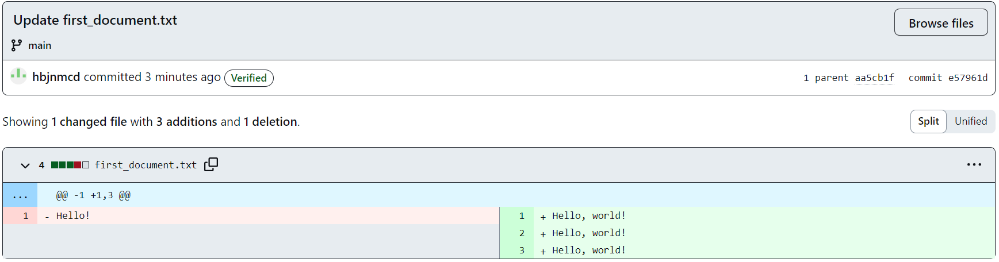 Update first_document.txt
Browse files
main
hbjnmcd committed 3 minutes ago Verified
1 parent aa5cb1f commit e57961d
Showing 1 changed file with 3 additions and 1 deletion.
Split Unified
4 first_document.txt
... @@ -1 +1,3 @@
1 - Hello!
1 + Hello, world!
2 + Hello, world!
3 + Hello, world!